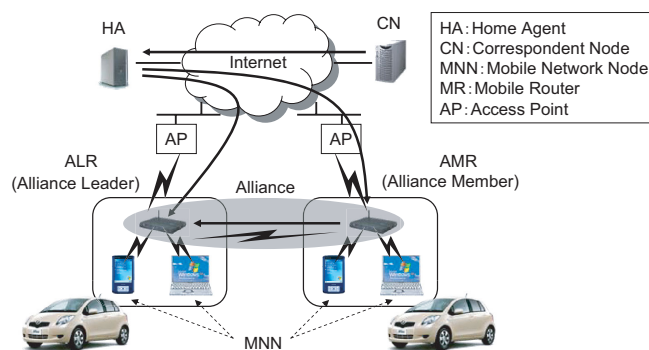 HA
CN
Internet
HA:Home Agent
CN:Correspondent Node
MNN:Mobile Network Node
MR:Mobile Router
AP:Access Point
AP
AP
ALR
(Alliance Leader)
Alliance
AMR
(Alliance Member)
MNN